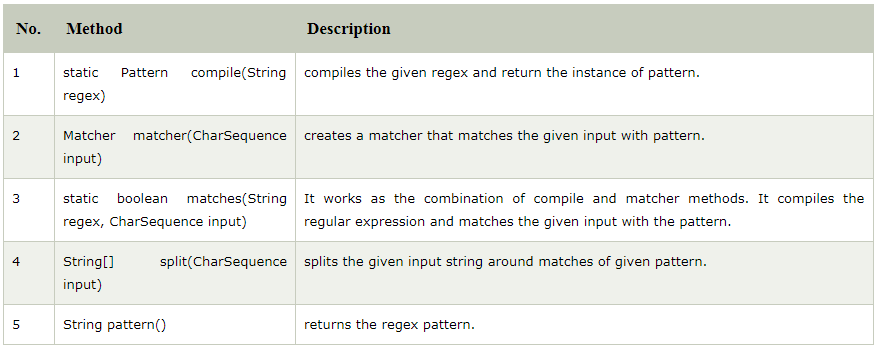 No. Method Description
1 static Pattern compile(String compiles the given regex and return the instance of pattern.
regex)
2 Matcher matcher(CharSequence creates a matcher that matches the given input with pattern.
input)
3 static boolean matches(String It works as the combination of compile and matcher methods. It compiles the
regex, CharSequence input) regular expression and matches the given input with the pattern.
4 String[] split(CharSequence splits the given input string around matches of given pattern.
input)
5 String pattern() returns the regex pattern.